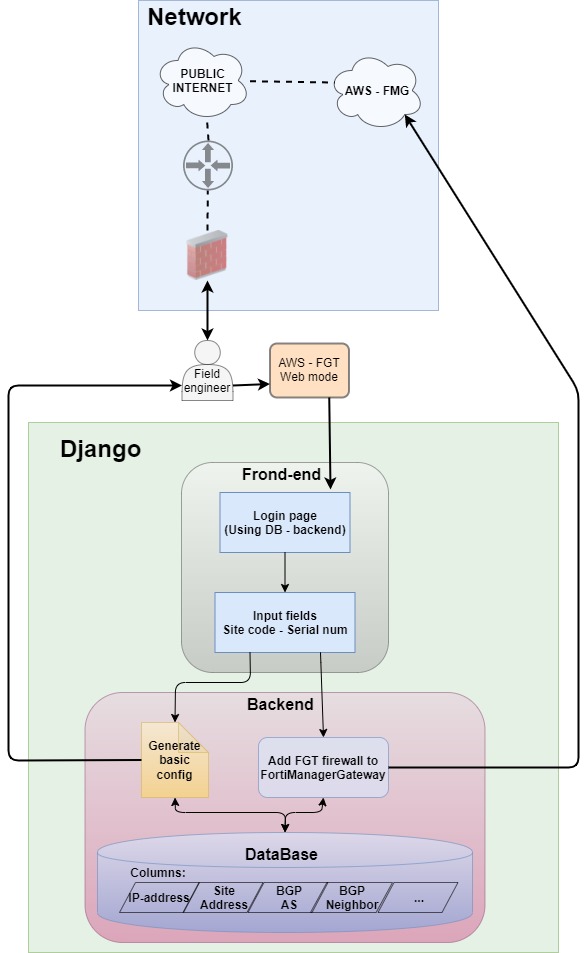 Network
PUBLIC
INTERNET
AWS - FMG
Field
engineer
AWS - FGT
Web mode
Django
Frond-end
Login page
(Using DB - backend)
Input fields
Site code - Serial num
Backend
Generate
basic
config
Add FGT firewall to
FortiManagerGateway
DataBase
Columns:
IP-address
Site
Address
BGP
AS
BGP
Neighbor
...